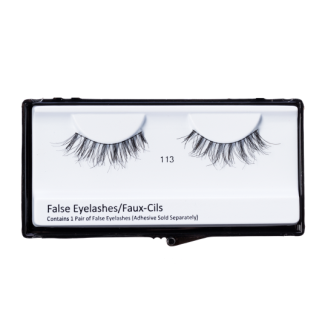 113
False Eyelashes/Faux-Cils
Contains 1 Pair of False Eyelashes (Adhesive Sold Separately)